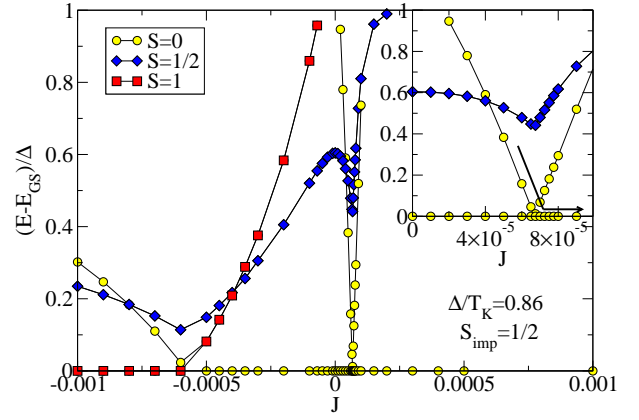 S=0
S=1/2
S=1
(E-E_GS)/Δ
1
0.8
0.6
0.4
0.2
0
-0.001
-0.0005
0
0.0005
0.001
J
1
0.8
0.6
0.4
0.2
0
0
4×10^-5
8×10^-5
J
Δ/T_K=0.86
S_imp=1/2